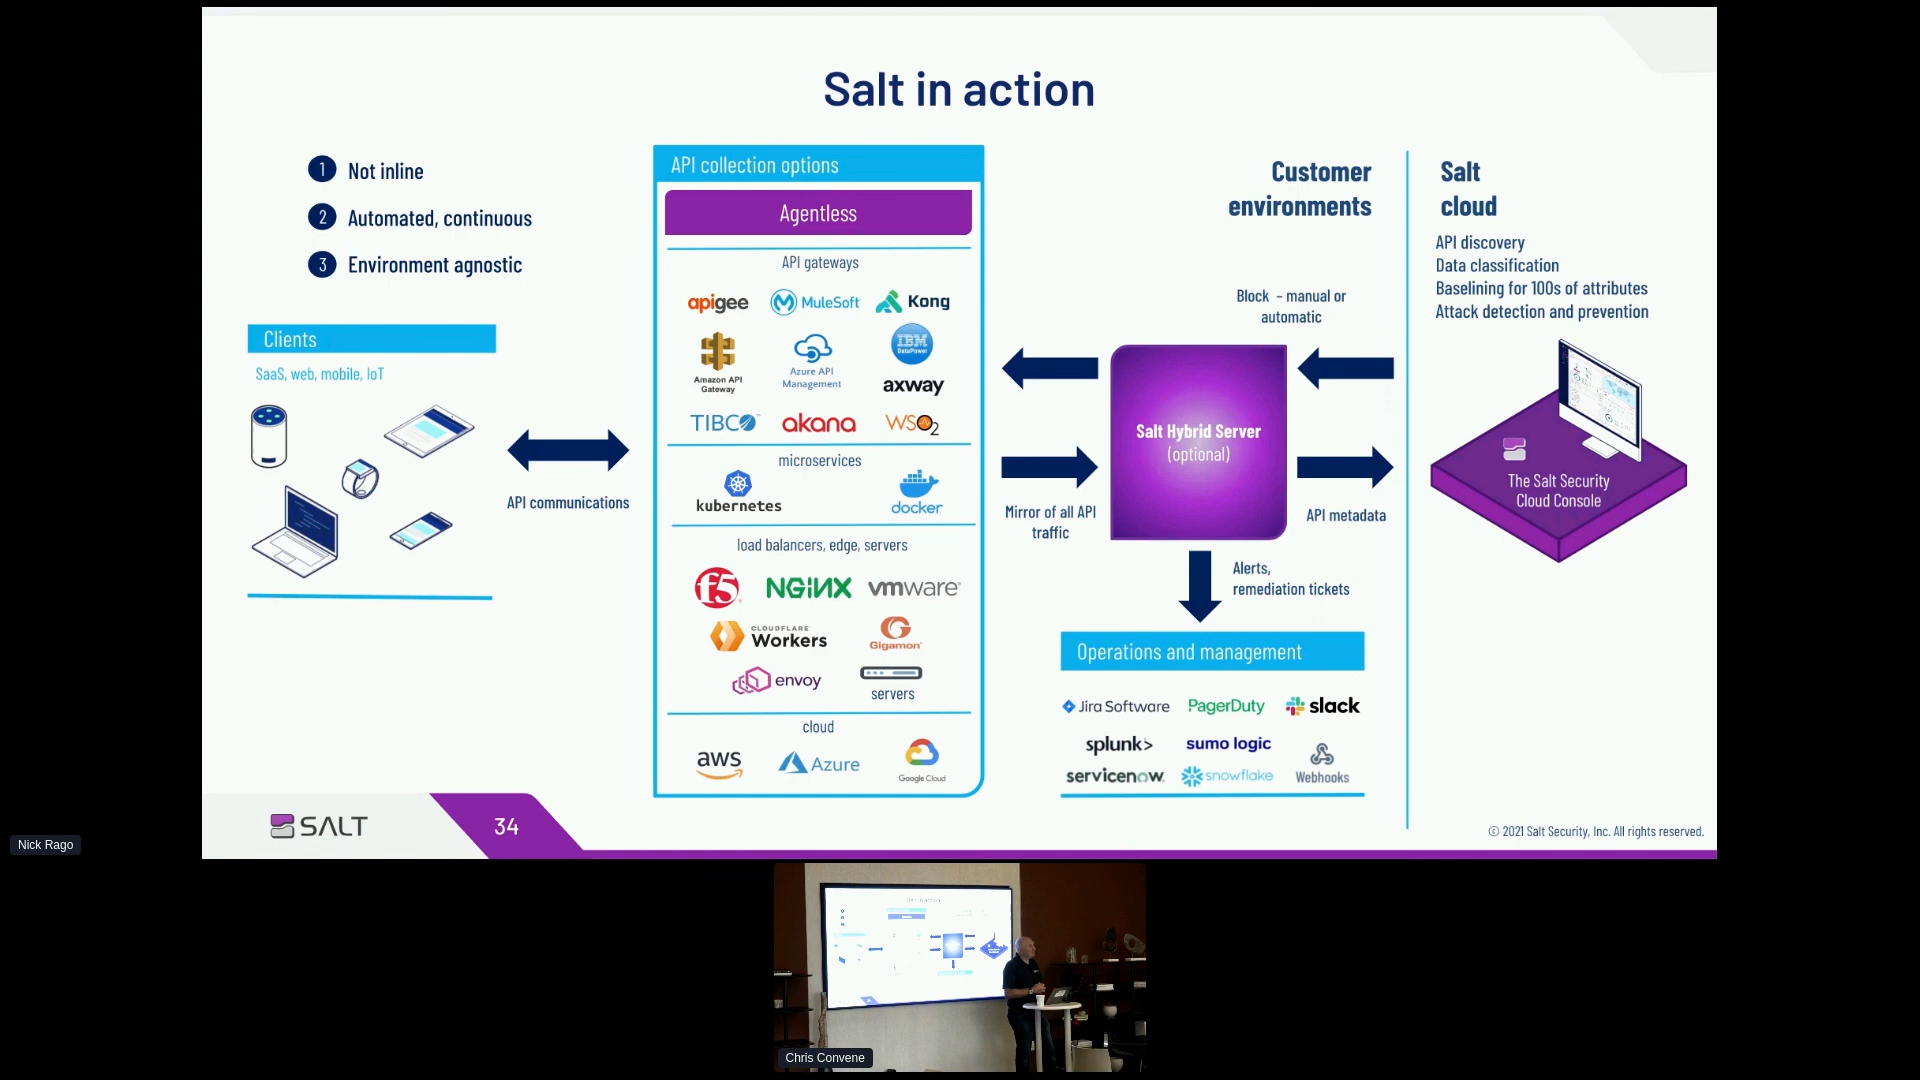 Salt in action
1 Not inline
2 Automated, continuous
3 Environment agnostic
Clients
SaaS, web, mobile, IoT
API communications
API collection options
Agentless
API gateways
apigee MuleSoft Kong
Amazon API
Gateway
Azure API
Management
IBM
DataPower
axway
TIBCO akana WSO2
microservices
kubernetes docker
load balancers, edge, servers
f5 NGINX vmware
CLOUDFLARE
Workers
Gigamon
envoy
servers
cloud
aws Azure Google Cloud
Customer
environments
Block - manual or
automatic
Salt Hybrid Server
(optional)
Mirror of all API
traffic
API metadata
Alerts,
remediation tickets
Operations and management
Jira Software PagerDuty slack
splunk> sumo logic
servicenow. snowflake Webhooks
Salt
cloud
API discovery
Data classification
Baselining for 100s of attributes
Attack detection and prevention
The Salt Security
Cloud Console
SALT
34
© 2021 Salt Security, Inc. All rights reserved.
Nick Rago
Chris Convene